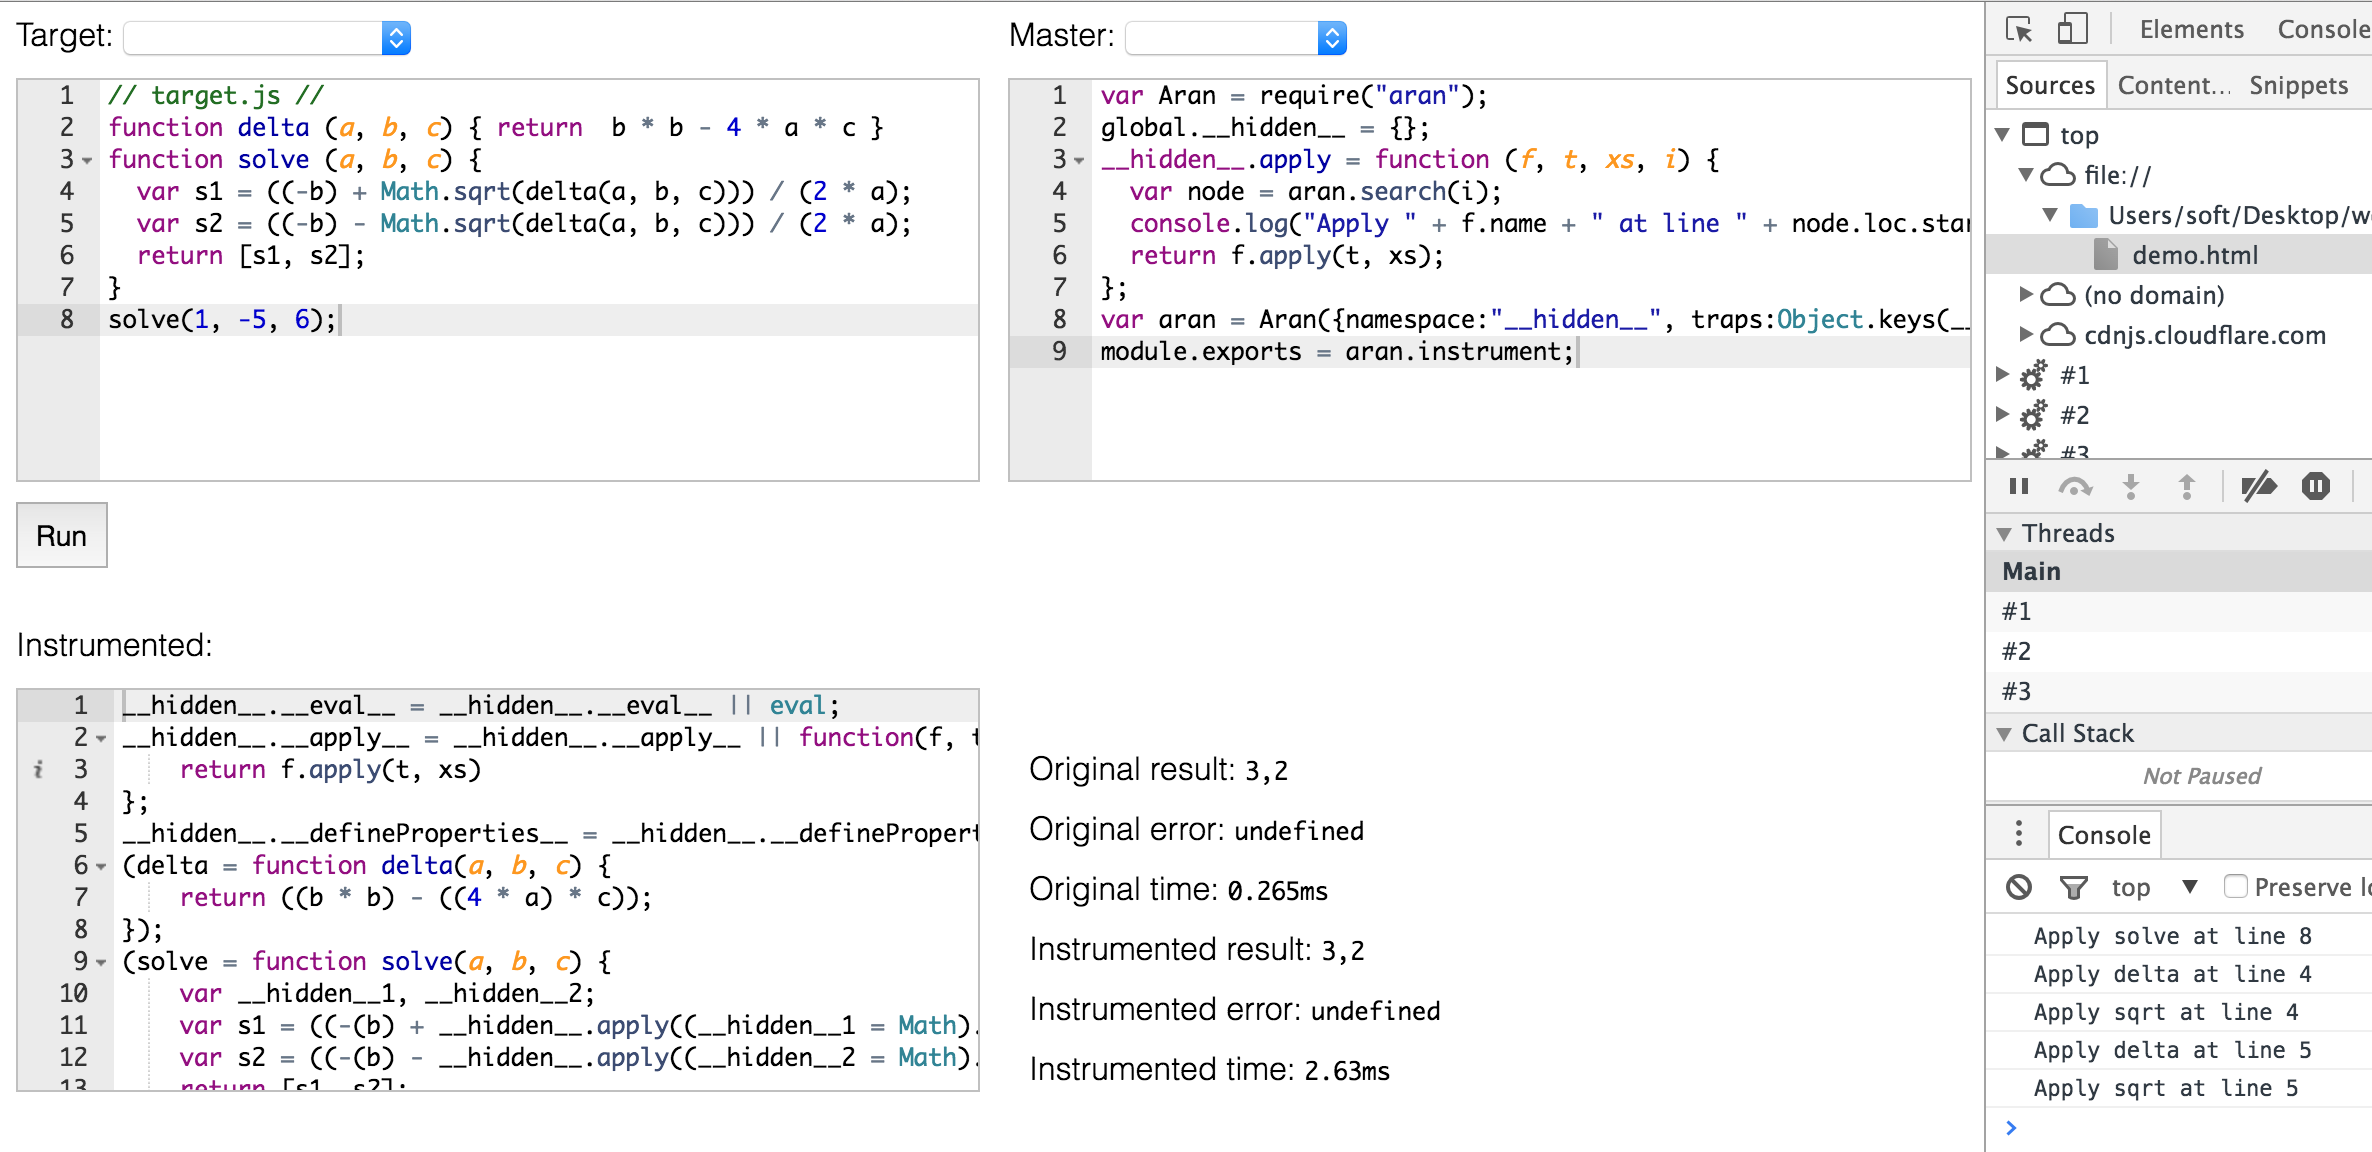 Target:
1 // target.js //
2 function delta (a, b, c) { return  b * b - 4 * a * c }
3 function solve (a, b, c) {
4   var s1 = ((-b) + Math.sqrt(delta(a, b, c))) / (2 * a);
5   var s2 = ((-b) - Math.sqrt(delta(a, b, c))) / (2 * a);
6   return [s1, s2];
7 }
8 solve(1, -5, 6);
Master:
1 var Aran = require("aran");
2 global.__hidden__ = {};
3 __hidden__.apply = function (f, t, xs, i) {
4   var node = aran.search(i);
5   console.log("Apply " + f.name + " at line " + node.loc.star
6   return f.apply(t, xs);
7 };
8 var aran = Aran({namespace:"__hidden__", traps:Object.keys(__
9 module.exports = aran.instrument;
Run
Instrumented:
1 __hidden__.__eval__ = __hidden__.__eval__ || eval;
2 __hidden__.__apply__ = __hidden__.__apply__ || function(f, t
i 3     return f.apply(t, xs)
4 };
5 __hidden__.__defineProperties__ = __hidden__.__definePropert
6 (delta = function delta(a, b, c) {
7     return ((b * b) - ((4 * a) * c));
8 });
9 (solve = function solve(a, b, c) {
10     var __hidden__1, __hidden__2;
11     var s1 = ((-(b) + __hidden__.apply((__hidden__1 = Math).
12     var s2 = ((-(b) - __hidden__.apply((__hidden__2 = Math).
13     return [s1, s2];
Original result: 3,2
Original error: undefined
Original time: 0.265ms
Instrumented result: 3,2
Instrumented error: undefined
Instrumented time: 2.63ms
Elements Console
Sources Content... Snippets
top
file://
Users/soft/Desktop/w
demo.html
(no domain)
cdnjs.cloudflare.com
#1
#2
#3
Threads
Main
#1
#2
#3
Call Stack
Not Paused
Console
top Preserve lo
Apply solve at line 8
Apply delta at line 4
Apply sqrt at line 4
Apply delta at line 5
Apply sqrt at line 5